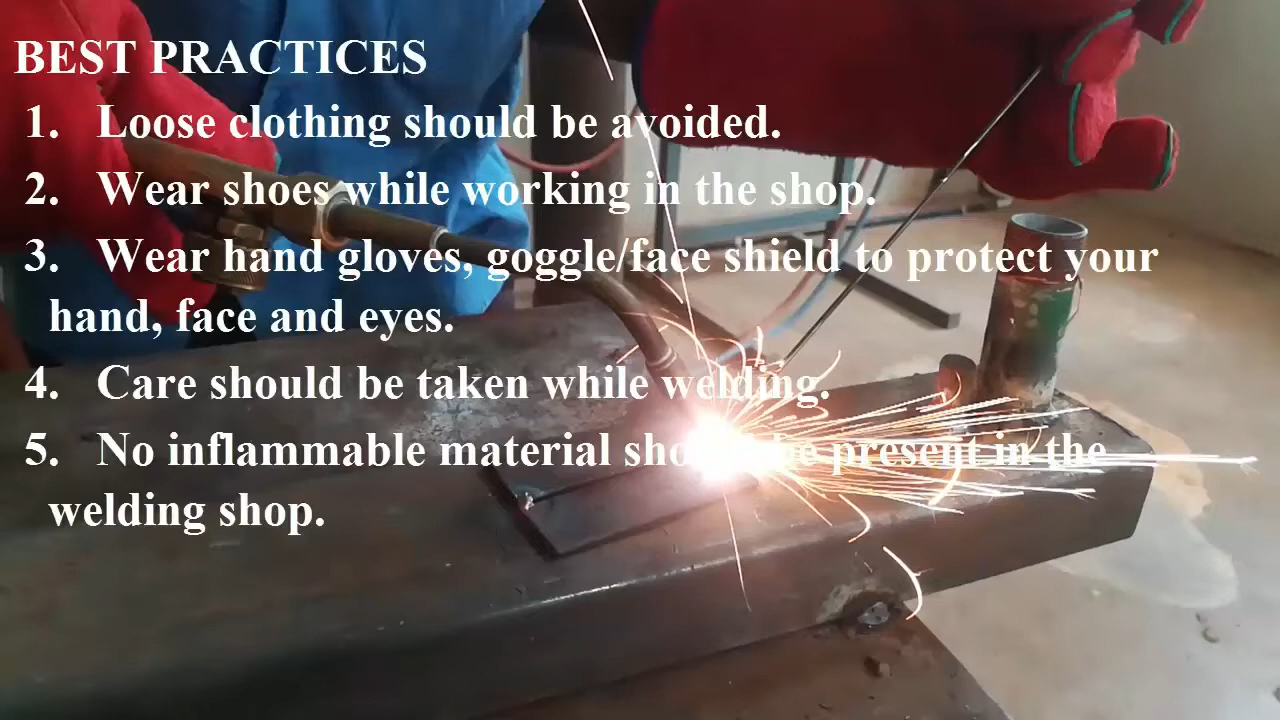 BEST PRACTICES
1. Loose clothing should be avoided.
2. Wear shoes while working in the shop.
3. Wear hand gloves, goggle/face shield to protect your
hand, face and eyes.
4. Care should be taken while welding.
5. No inflammable material should be present in the
welding shop.